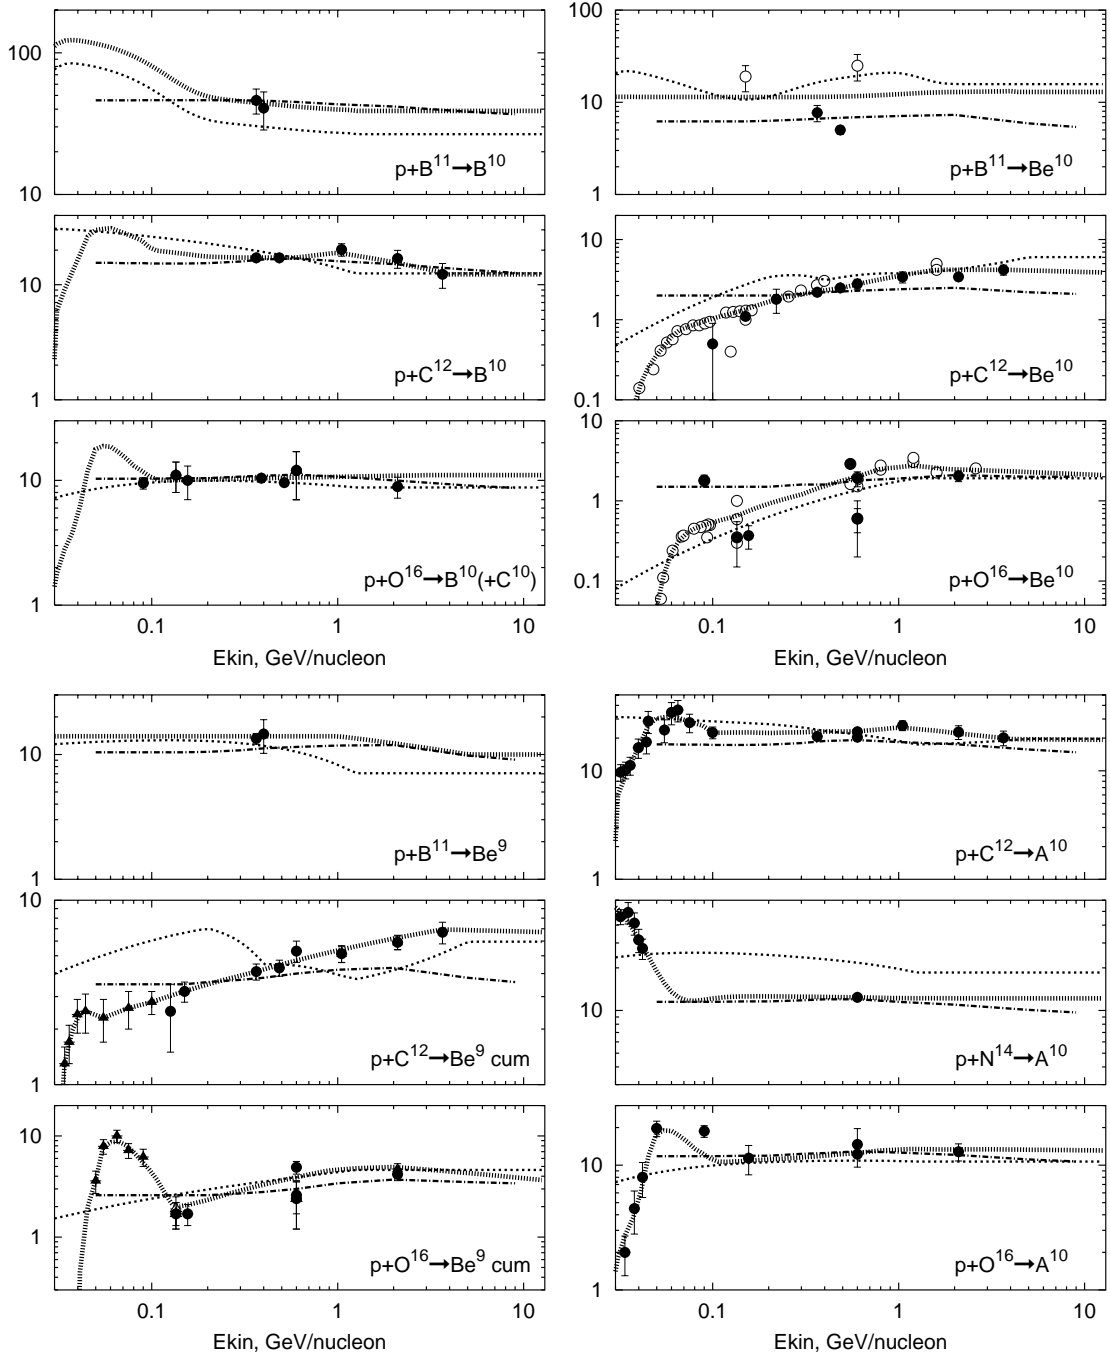 100
10
p+B¹¹→B¹⁰
100
10
1
p+B¹¹→Be¹⁰
10
1
p+C¹²→B¹⁰
10
1
0.1
p+C¹²→Be¹⁰
10
1
p+O¹⁶→B¹⁰(+C¹⁰)
0.1 1 10
Ekin, GeV/nucleon
10
1
0.1
p+O¹⁶→Be¹⁰
0.1 1 10
Ekin, GeV/nucleon
10
1
p+B¹¹→Be⁹
10
1
p+C¹²→A¹⁰
10
1
p+C¹²→Be⁹ cum
10
p+N¹⁴→A¹⁰
10
1
p+O¹⁶→Be⁹ cum
0.1 1 10
Ekin, GeV/nucleon
10
1
p+O¹⁶→A¹⁰
0.1 1 10
Ekin, GeV/nucleon